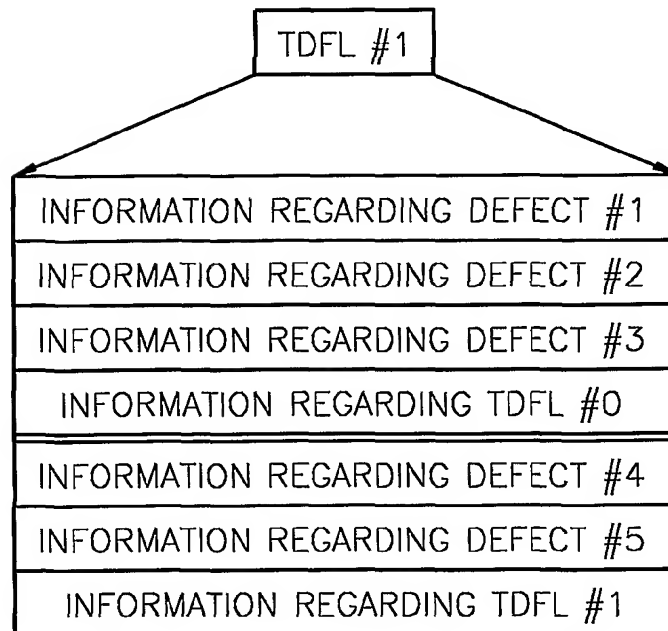 TDFL #1
INFORMATION REGARDING DEFECT #1
INFORMATION REGARDING DEFECT #2
INFORMATION REGARDING DEFECT #3
INFORMATION REGARDING TDFL #0
INFORMATION REGARDING DEFECT #4
INFORMATION REGARDING DEFECT #5
INFORMATION REGARDING TDFL #1